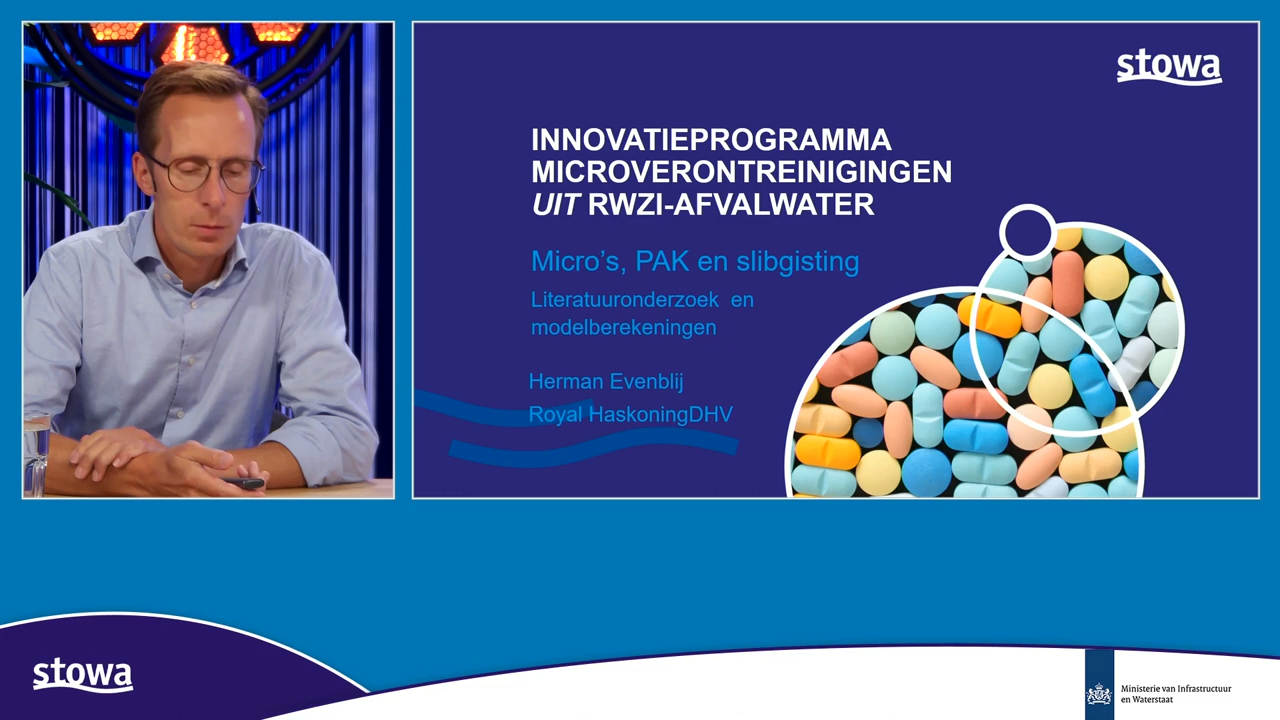 stowa
INNOVATIEPROGRAMMA
MICROVERONTREINIGINGEN
UIT RWZI-AFVALWATER
Micro's, PAK en slibgisting
Literatuuronderzoek en
modelberekeningen
Herman Evenblij
Royal HaskoningDHV
stowa
Ministerie van Infrastructuur
en Waterstaat